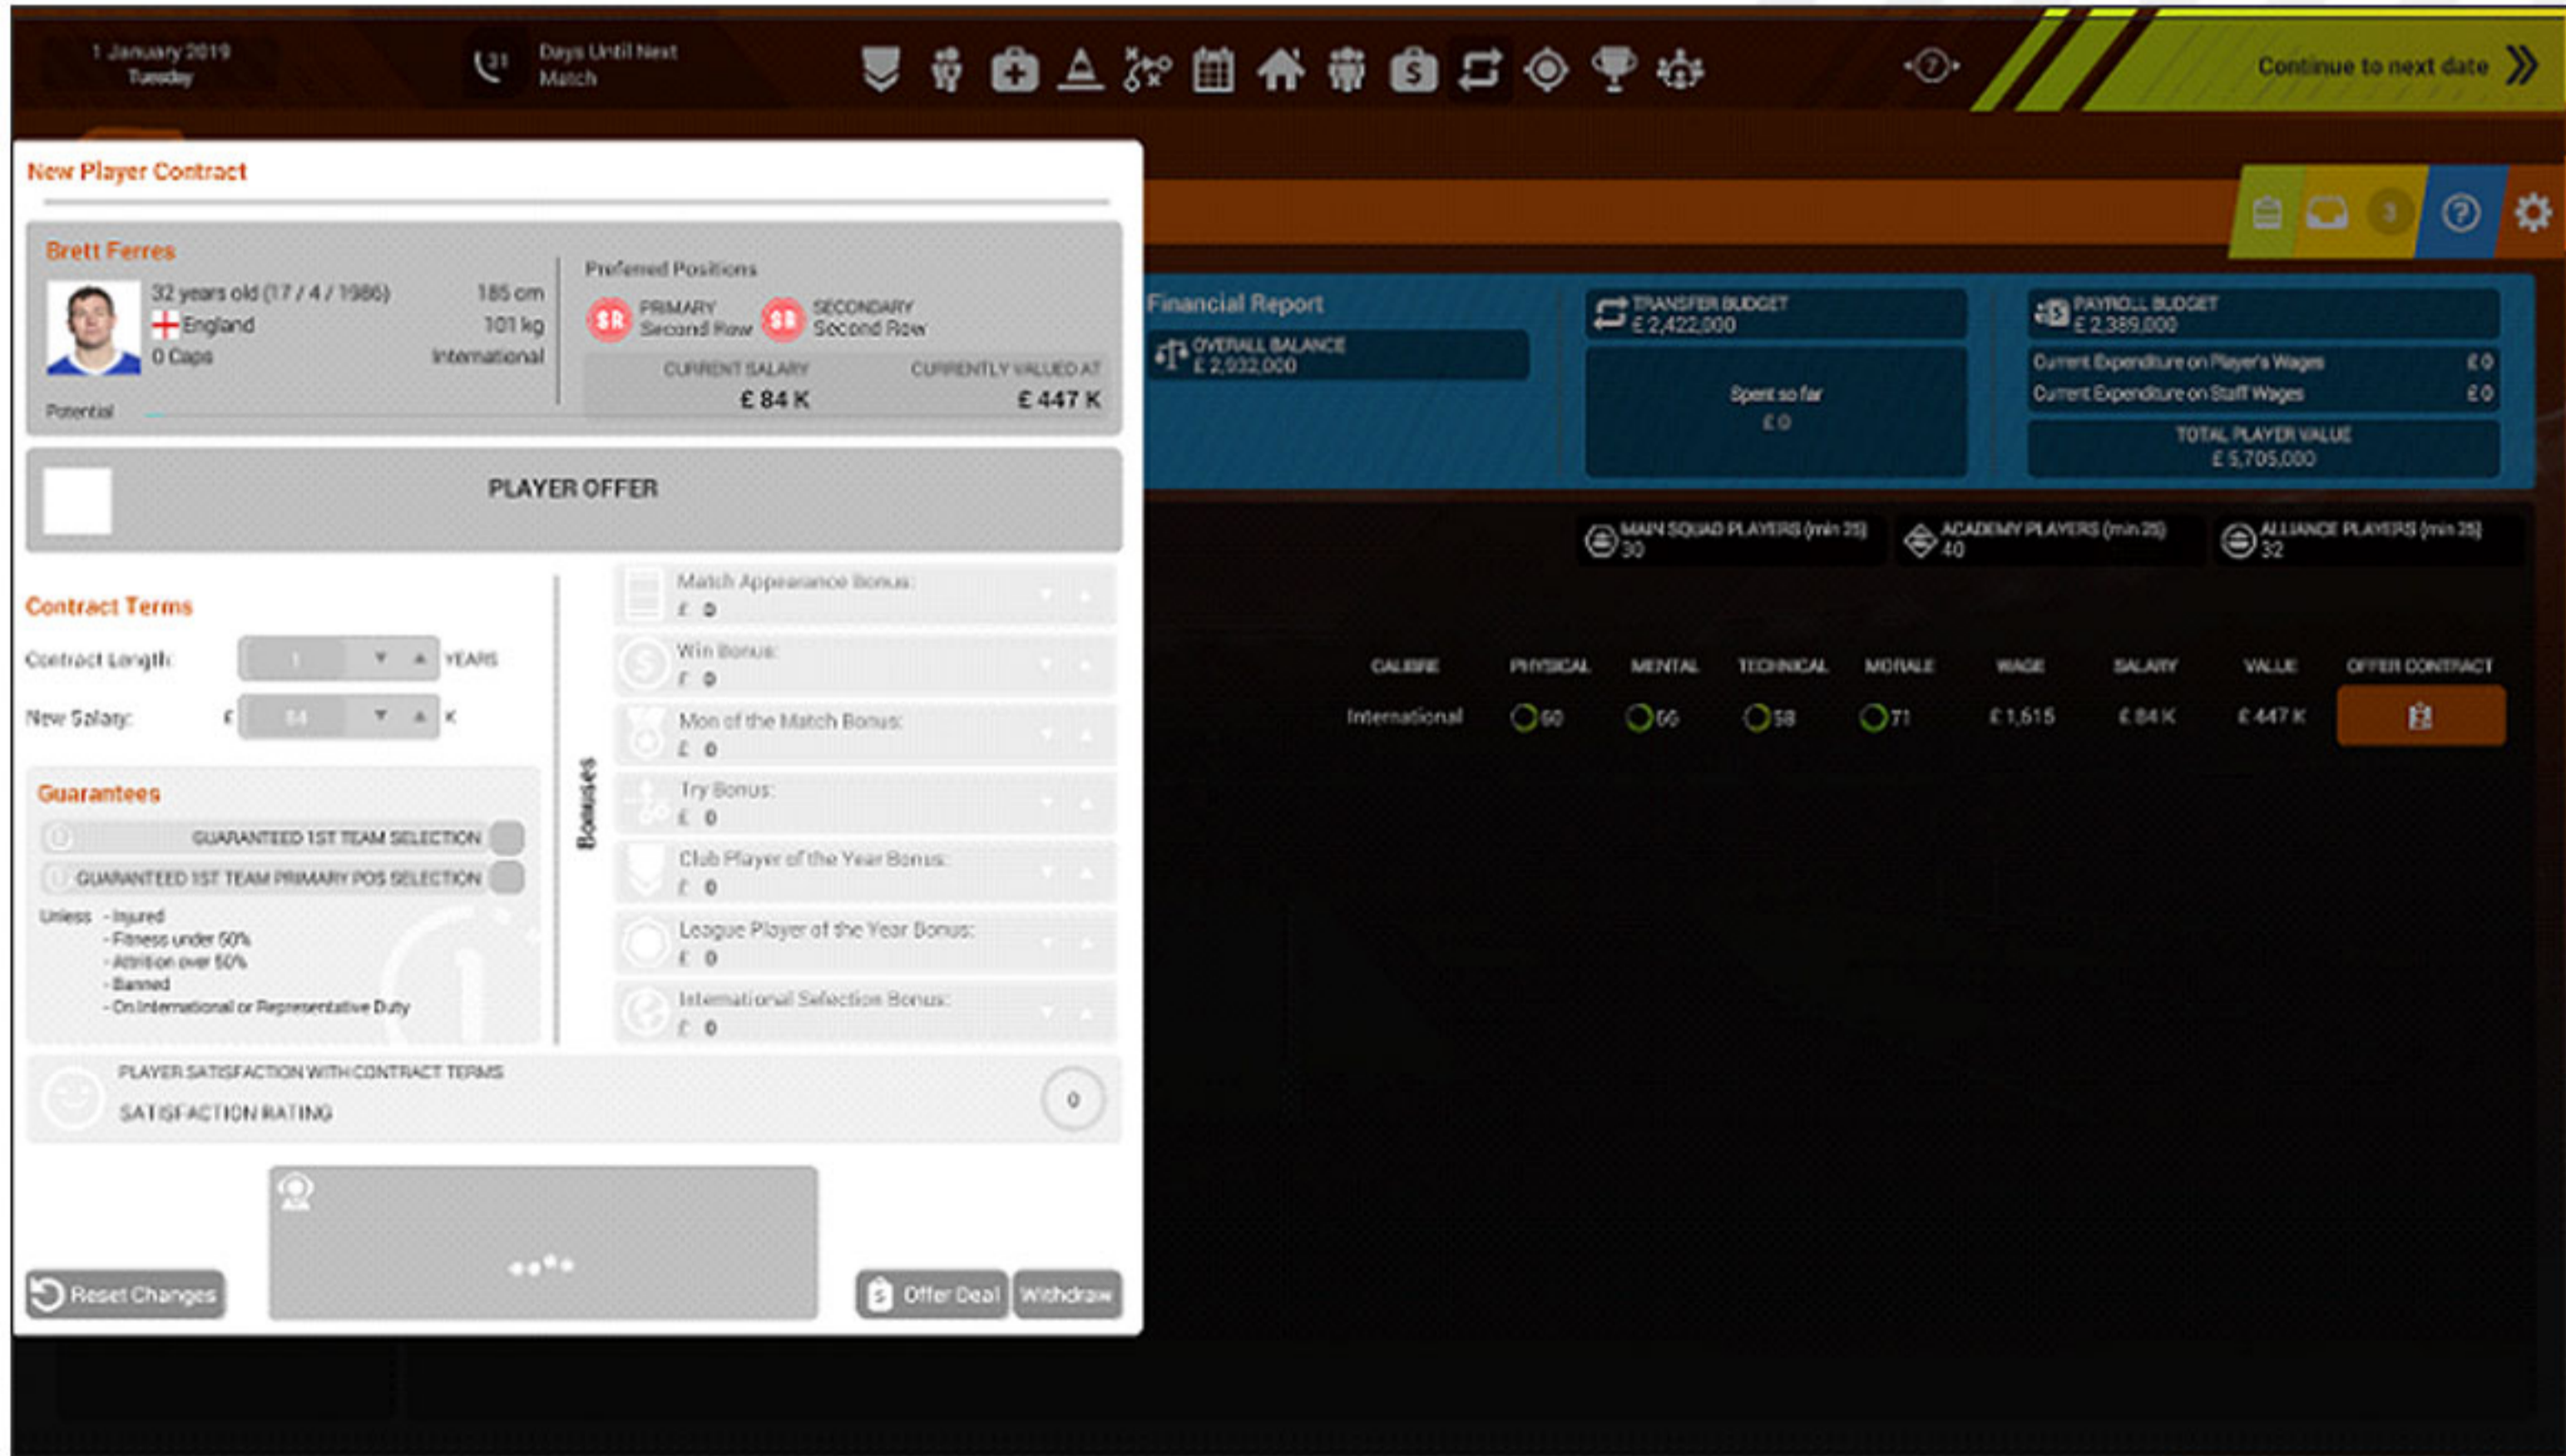 1 January 2019
Tuesday
31
Days Until Next
Match
7
Continue to next date
New Player Contract
Brett Ferres
32 years old (17 / 4 / 1986)
185 cm
England
101 kg
0 Caps
International
Potential
Preferred Positions
SR
PRIMARY
Second Row
SR
SECONDARY
Second Row
CURRENT SALARY
CURRENTLY VALUED AT
£ 84 K
£ 447 K
PLAYER OFFER
Contract Terms
Contract Length:
1
YEARS
New Salary:
£
84
K
Guarantees
GUARANTEED 1ST TEAM SELECTION
GUARANTEED 1ST TEAM PRIMARY POS SELECTION
Unless - Injured
- Fitness under 50%
- Attrition over 50%
- Banned
- On International or Representative Duty
Bonuses
Match Appearance Bonus:
£ 0
Win Bonus:
£ 0
Mon of the Match Bonus:
£ 0
Try Bonus:
£ 0
Club Player of the Year Bonus:
£ 0
League Player of the Year Bonus:
£ 0
International Selection Bonus:
£ 0
PLAYER SATISFACTION WITH CONTRACT TERMS
SATISFACTION RATING
0
Reset Changes
Offer Deal
Withdraw
3
?
Financial Report
OVERALL BALANCE
£ 2,932,000
TRANSFER BUDGET
£ 2,422,000
Spent so far
£ 0
PAYROLL BUDGET
£ 2,389,000
Current Expenditure on Player's Wages £ 0
Current Expenditure on Staff Wages £ 0
TOTAL PLAYER VALUE
£ 5,705,000
MAIN SQUAD PLAYERS (min 25)
30
ACADEMY PLAYERS (min 25)
40
ALLIANCE PLAYERS (min 25)
32
CALIBRE PHYSICAL MENTAL TECHNICAL MORALE WAGE SALARY VALUE OFFER CONTRACT
International 60 66 58 71 £ 1,615 £ 84 K £ 447 K